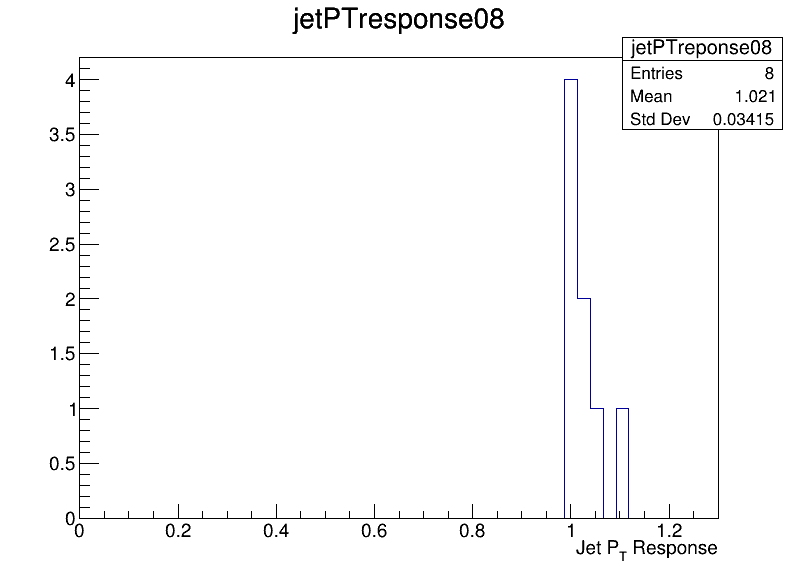 jetPTresponse08
jetPTreponse08
Entries 8
Mean 1.021
Std Dev 0.03415
4
3.5
3
2.5
2
1.5
1
0.5
0
0 0.2 0.4 0.6 0.8 1 1.2
Jet P_T Response